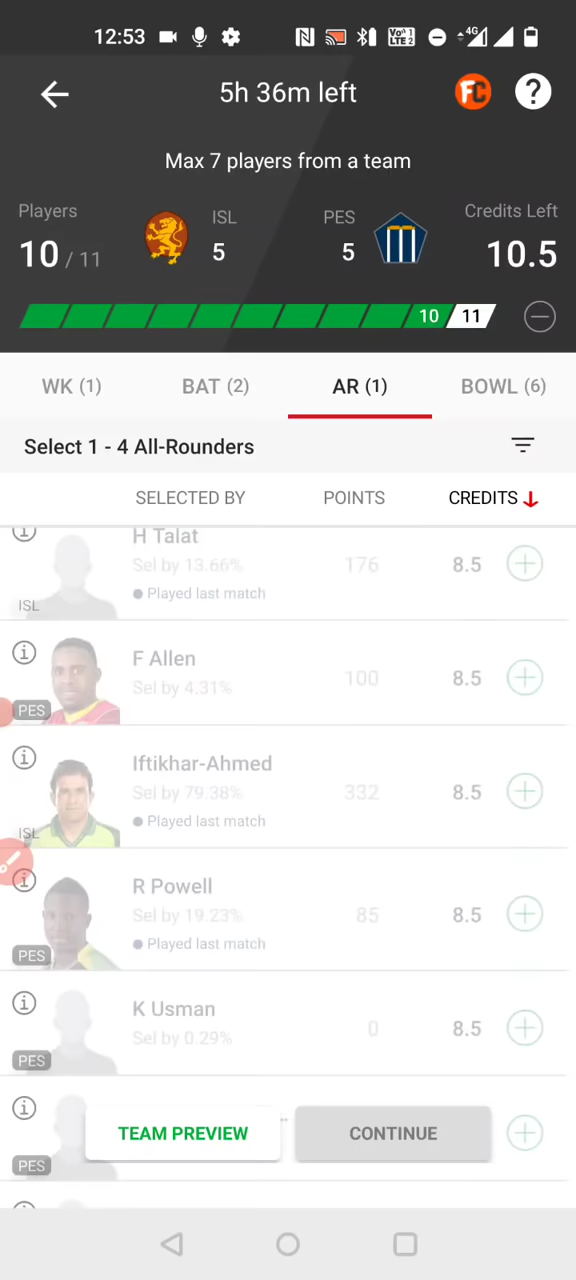 12:53
Vo)) 1
LTE 2
4G
5h 36m left
FC
?
Max 7 players from a team
Players
ISL
PES
Credits Left
10 / 11
5
5
10.5
10
11
WK (1)
BAT (2)
AR (1)
BOWL (6)
Select 1 - 4 All-Rounders
SELECTED BY
POINTS
CREDITS
H Talat
Sel by 13.66%
176
8.5
Played last match
ISL
F Allen
Sel by 4.31%
100
8.5
PES
Iftikhar-Ahmed
Sel by 79.38%
332
8.5
Played last match
ISL
R Powell
Sel by 19.23%
85
8.5
Played last match
PES
K Usman
Sel by 0.29%
0
8.5
PES
TEAM PREVIEW
CONTINUE
PES